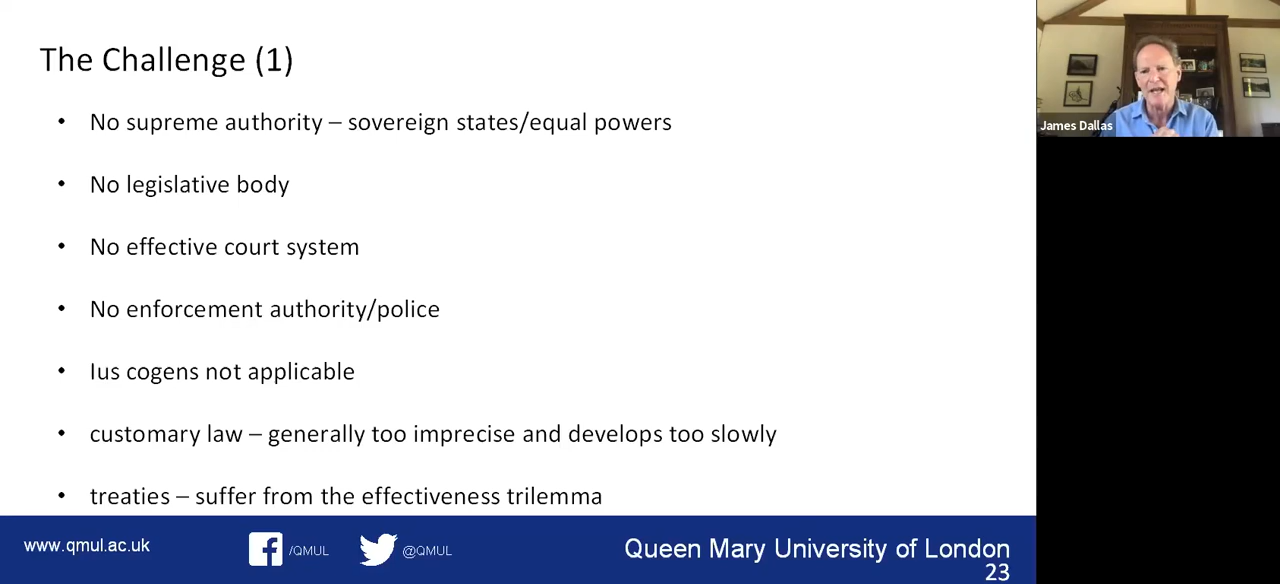 The Challenge (1)
• No supreme authority – sovereign states/equal powers
• No legislative body
• No effective court system
• No enforcement authority/police
• Ius cogens not applicable
• customary law – generally too imprecise and develops too slowly
• treaties – suffer from the effectiveness trilemma
www.qmul.ac.uk
/QMUL
@QMUL
Queen Mary University of London
23
James Dallas